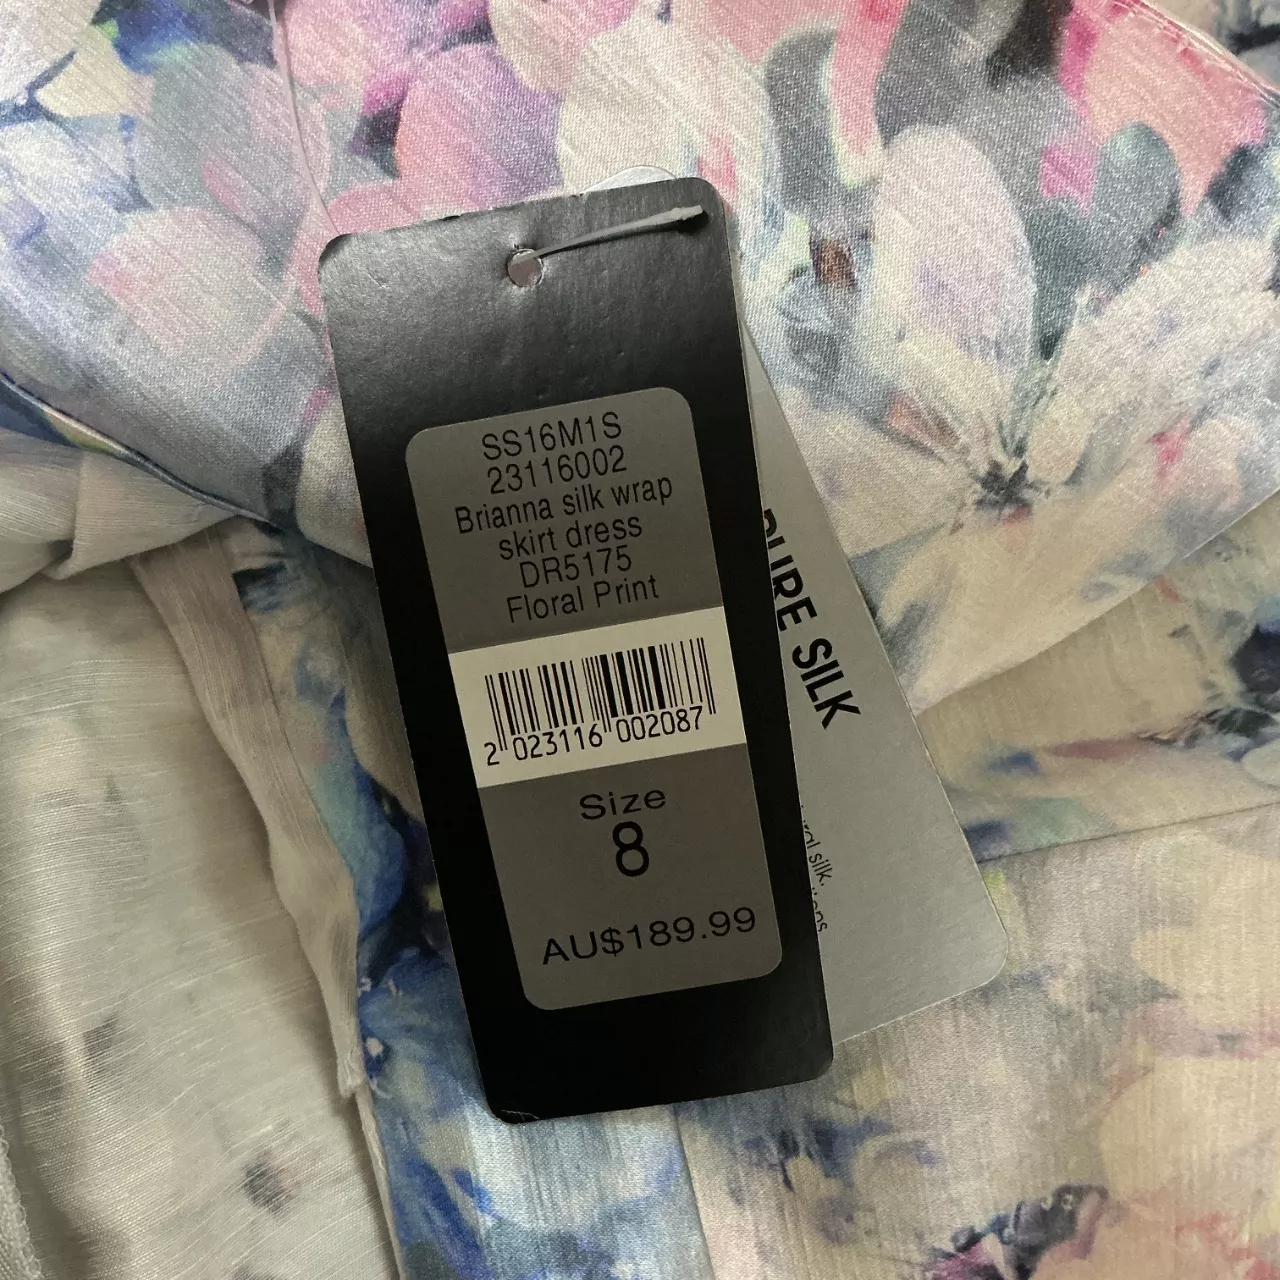 SS16M1S
23116002
Brianna silk wrap
skirt dress
DR5175
Floral Print
2 023116 002087
Size
8
AU$189.99
PURE SILK
silk.